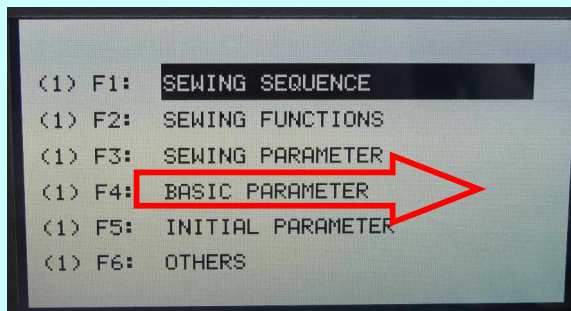 (1) F1: SEWING SEQUENCE
(1) F2: SEWING FUNCTIONS
(1) F3: SEWING PARAMETER
(1) F4: BASIC PARAMETER
(1) F5: INITIAL PARAMETER
(1) F6: OTHERS